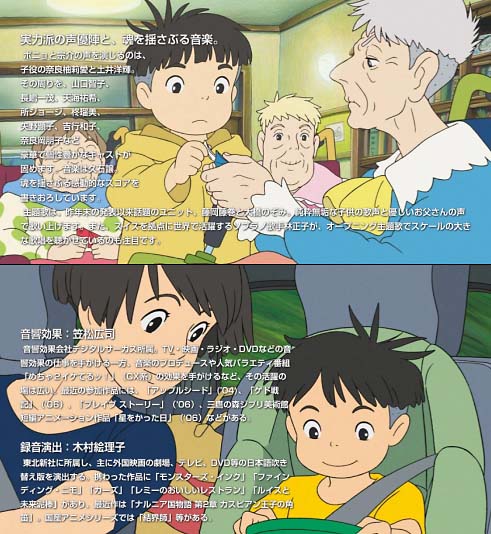 実力派の声優陣と、魂を揺さぶる音楽。
ポニョと宗介の声を演じるのは、
子役の奈良柚莉愛と土井洋輝。
その周りを、山口智子、
長嶋一茂、天海祐希、
所ジョージ、柊瑠美、
矢野顕子、吉行和子、
奈良岡朋子など
豪華で個性豊かなキャストが
固めます。音楽は久石譲。
魂を揺さぶる感動的なスコアを
書きおろしています。
主題歌は、昨年末の発表以来話題のユニット、藤岡藤巻と大橋のぞみ。純粋無垢な子供の歌声と優しいお父さんの声
で歌い上げます。また、スイスを拠点に世界で活躍するソプラノ歌手林正子が、オープニング主題歌でスケールの大き
な歌唱を聴かせているのも注目です。
音響効果：笠松広司
音響効果会社デジタルサーカス所属。TV・映画・ラジオ・DVDなどの音
響効果の仕事を手がける一方、音楽のプロデュースや人気バラエティ番組
「めちゃ²イケてるッ！」（CX系）の効果を手がけるなど、その活躍の
場は広い。最近の参加作品には、「アップルシード」（'04）、「ゲド戦
記」（'06）、「ブレイブ ストーリー」（'06）、三鷹の森ジブリ美術館
短編アニメーション作品「星をかった日」（'06）などがある。
録音演出：木村絵理子
東北新社に所属し、主に外国映画の劇場、テレビ、DVD等の日本語吹き
替え版を演出する。携わった作品に「モンスターズ・インク」「ファイン
ディング・ニモ」「カーズ」「レミーのおいしいレストラン」「ルイスと
未来泥棒」があり、最近作は「ナルニア国物語 第2章 カスピアン王子の角
笛」。国産アニメシリーズでは「結界師」等がある。